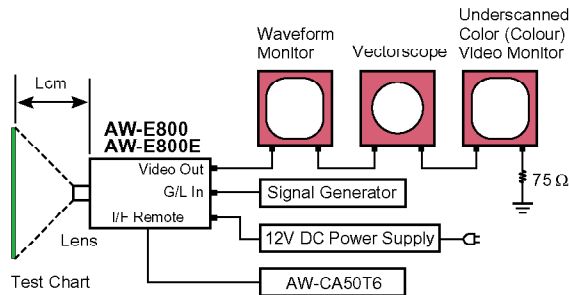 Underscanned
Waveform
Color (Colour)
Monitor
Vectorscope
Video Monitor
Lcm
AW-E800
AW-E800E
Video Out
G/L In
Signal Generator
75 Ω
I/F Remote
Lens
12V DC Power Supply
Test Chart
AW-CA50T6